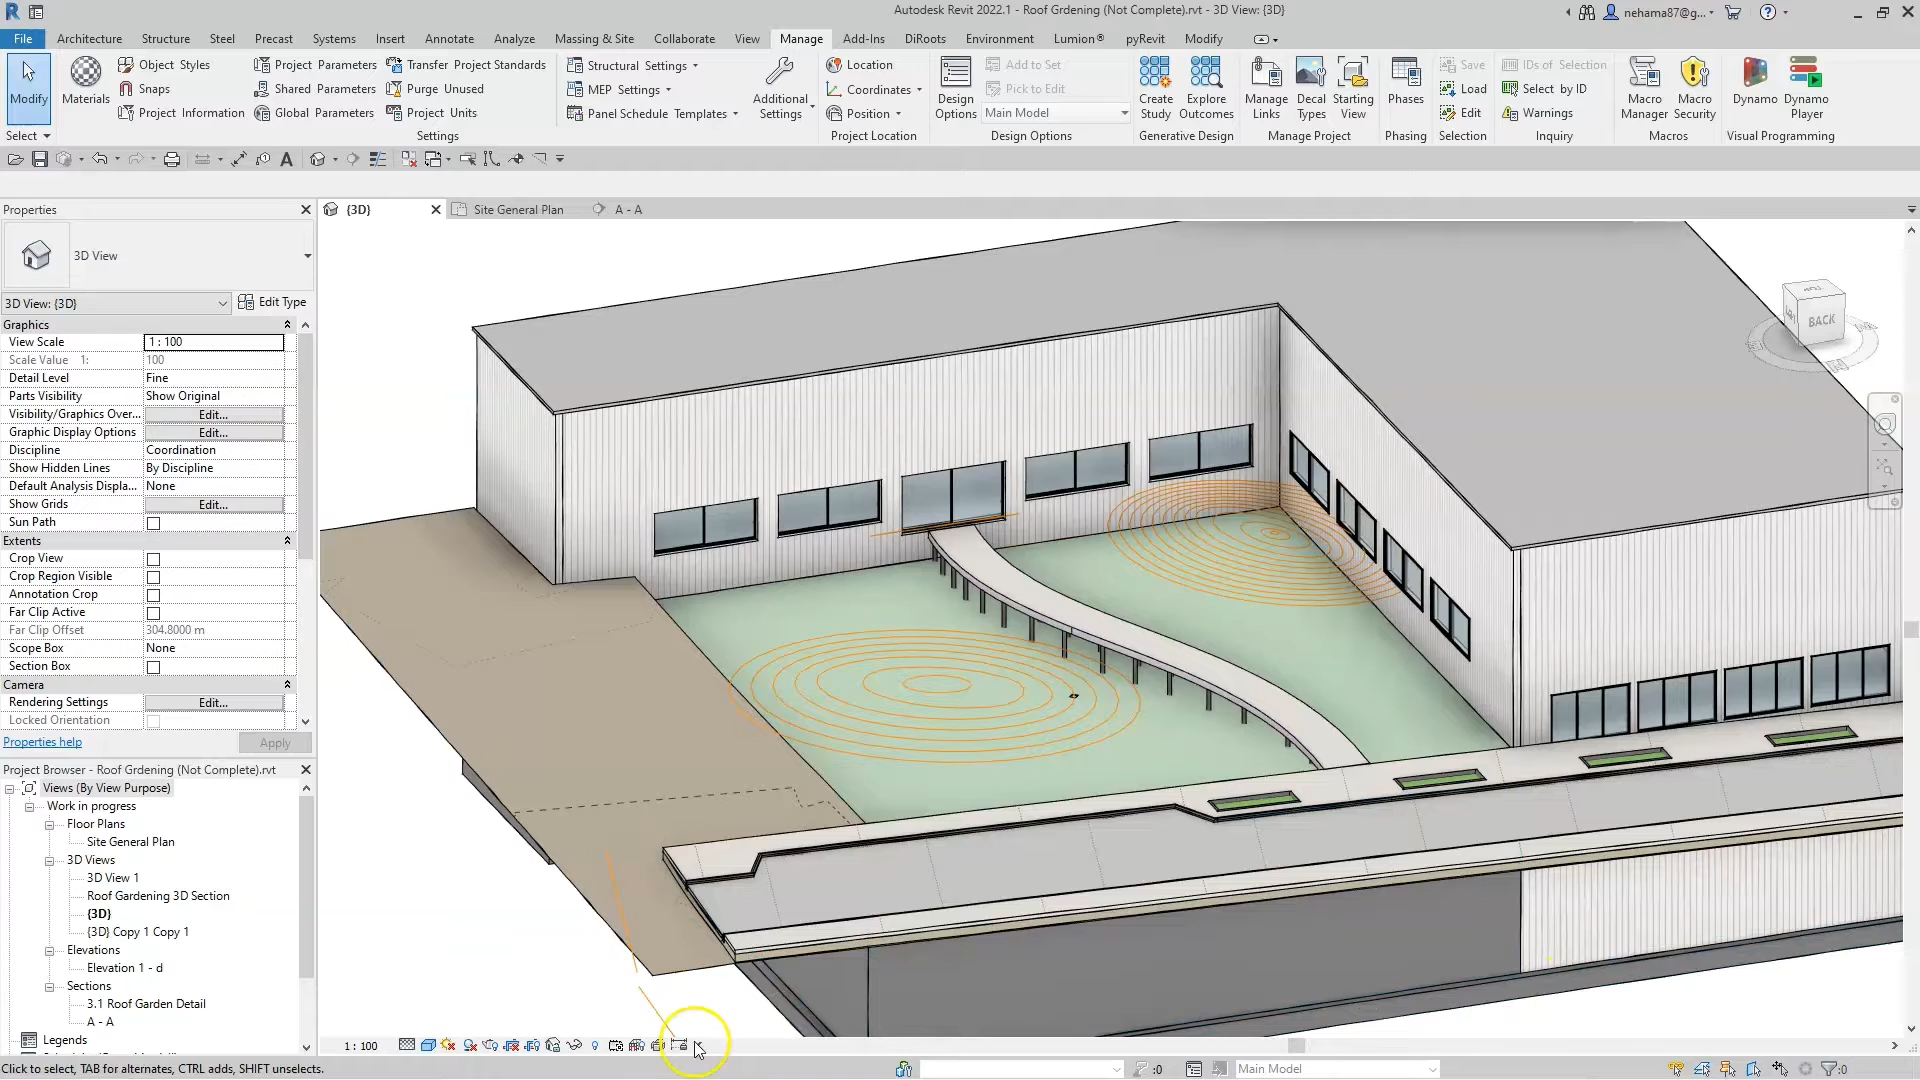 Autodesk Revit 2022.1 - Roof Grdening (Not Complete).rvt - 3D View: {3D}
nehama87@g...
File Architecture Structure Steel Precast Systems Insert Annotate Analyze Massing & Site Collaborate View Manage Add-Ins DiRoots Environment Lumion® pyRevit Modify
Modify
Select
Materials
Object Styles
Snaps
Project Information
Project Parameters
Shared Parameters
Global Parameters
Transfer Project Standards
Purge Unused
Project Units
Structural Settings
MEP Settings
Panel Schedule Templates
Additional Settings
Settings
Location
Coordinates
Position
Project Location
Design Options
Add to Set
Pick to Edit
Main Model
Design Options
Create Study
Explore Outcomes
Generative Design
Manage Links
Decal Types
Starting View
Manage Project
Phases
Phasing
Save
Load
Edit
Selection
IDs of Selection
Select by ID
Warnings
Inquiry
Macro Manager
Macro Security
Macros
Dynamo
Dynamo Player
Visual Programming
Properties
3D View
3D View: {3D}
Edit Type
Graphics
View Scale 1 : 100
Scale Value 1: 100
Detail Level Fine
Parts Visibility Show Original
Visibility/Graphics Over... Edit...
Graphic Display Options Edit...
Discipline Coordination
Show Hidden Lines By Discipline
Default Analysis Displa... None
Show Grids Edit...
Sun Path
Extents
Crop View
Crop Region Visible
Annotation Crop
Far Clip Active
Far Clip Offset 304.8000 m
Scope Box None
Section Box
Camera
Rendering Settings Edit...
Locked Orientation
Properties help
Apply
Project Browser - Roof Grdening (Not Complete).rvt
Views (By View Purpose)
Work in progress
Floor Plans
Site General Plan
3D Views
3D View 1
Roof Gardening 3D Section
{3D}
{3D} Copy 1 Copy 1
Elevations
Elevation 1 - d
Sections
3.1 Roof Garden Detail
A - A
Legends
{3D}
Site General Plan
A - A
BACK
1 : 100
Click to select, TAB for alternates, CTRL adds, SHIFT unselects.
:0
Main Model
:0